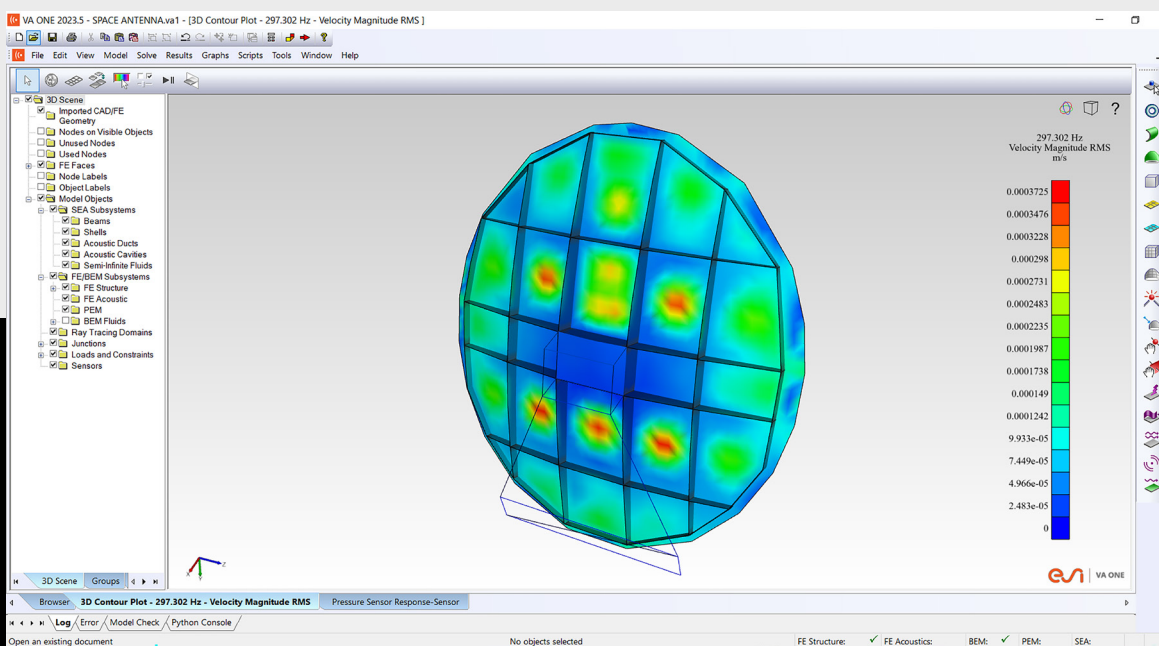 VA ONE 2023.5 - SPACE ANTENNA.va1 - [3D Contour Plot - 297.302 Hz - Velocity Magnitude RMS ]
File Edit View Model Solve Results Graphs Scripts Tools Window Help
3D Scene
Imported CAD/FE
Geometry
Nodes on Visible Objects
Unused Nodes
Used Nodes
FE Faces
Node Labels
Object Labels
Model Objects
SEA Subsystems
Beams
Shells
Acoustic Ducts
Acoustic Cavities
Semi-Infinite Fluids
FE/BEM Subsystems
FE Structure
FE Acoustic
PEM
BEM Fluids
Ray Tracing Domains
Junctions
Loads and Constraints
Sensors
297.302 Hz
Velocity Magnitude RMS
m/s
0.0003725
0.0003476
0.0003228
0.000298
0.0002731
0.0002483
0.0002235
0.0001987
0.0001738
0.000149
0.0001242
9.933e-05
7.449e-05
4.966e-05
2.483e-05
0
x y z
esi VA ONE
3D Scene Groups
Browser 3D Contour Plot - 297.302 Hz - Velocity Magnitude RMS Pressure Sensor Response-Sensor
Log Error Model Check Python Console
Open an existing document No objects selected FE Structure: FE Acoustics: BEM: PEM: SEA: